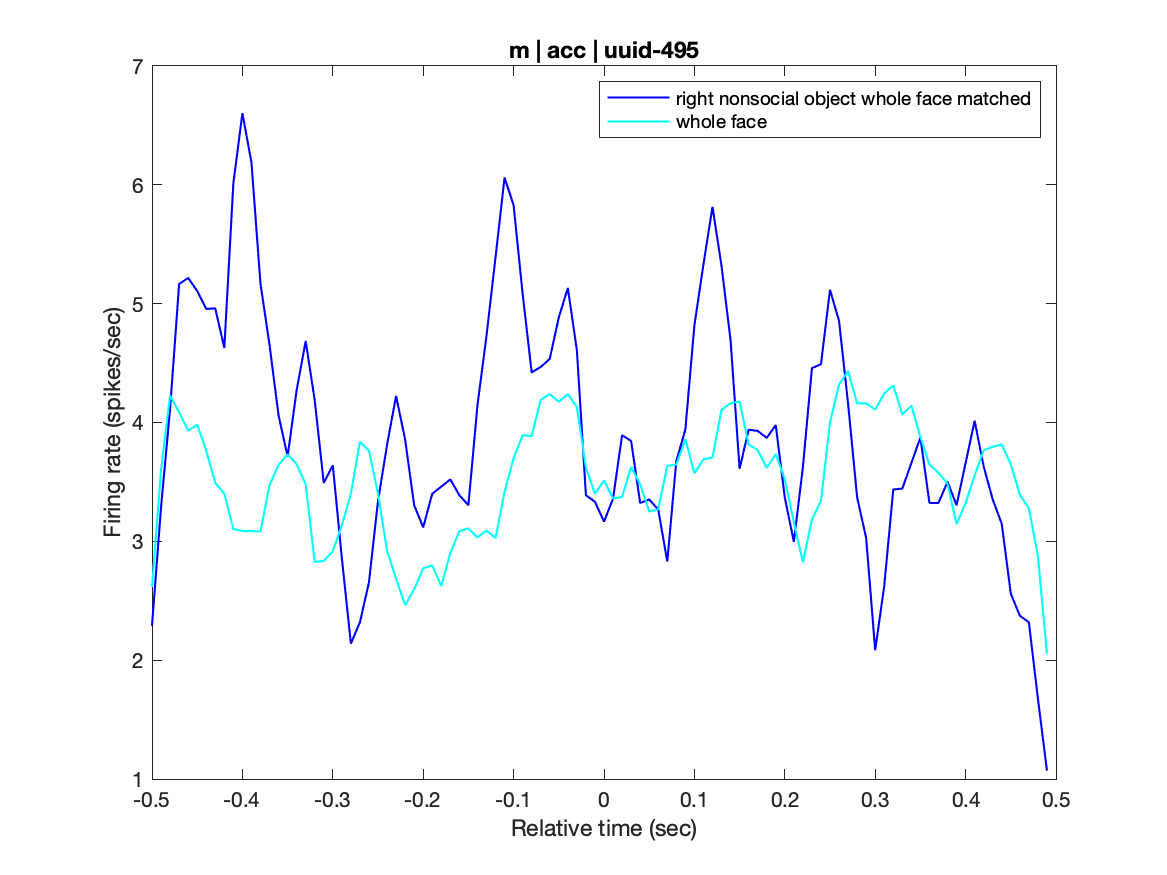 m | acc | uuid-495
right nonsocial object whole face matched
whole face
7
6
5
4
3
2
1
Firing rate (spikes/sec)
-0.5 -0.4 -0.3 -0.2 -0.1 0 0.1 0.2 0.3 0.4 0.5
Relative time (sec)